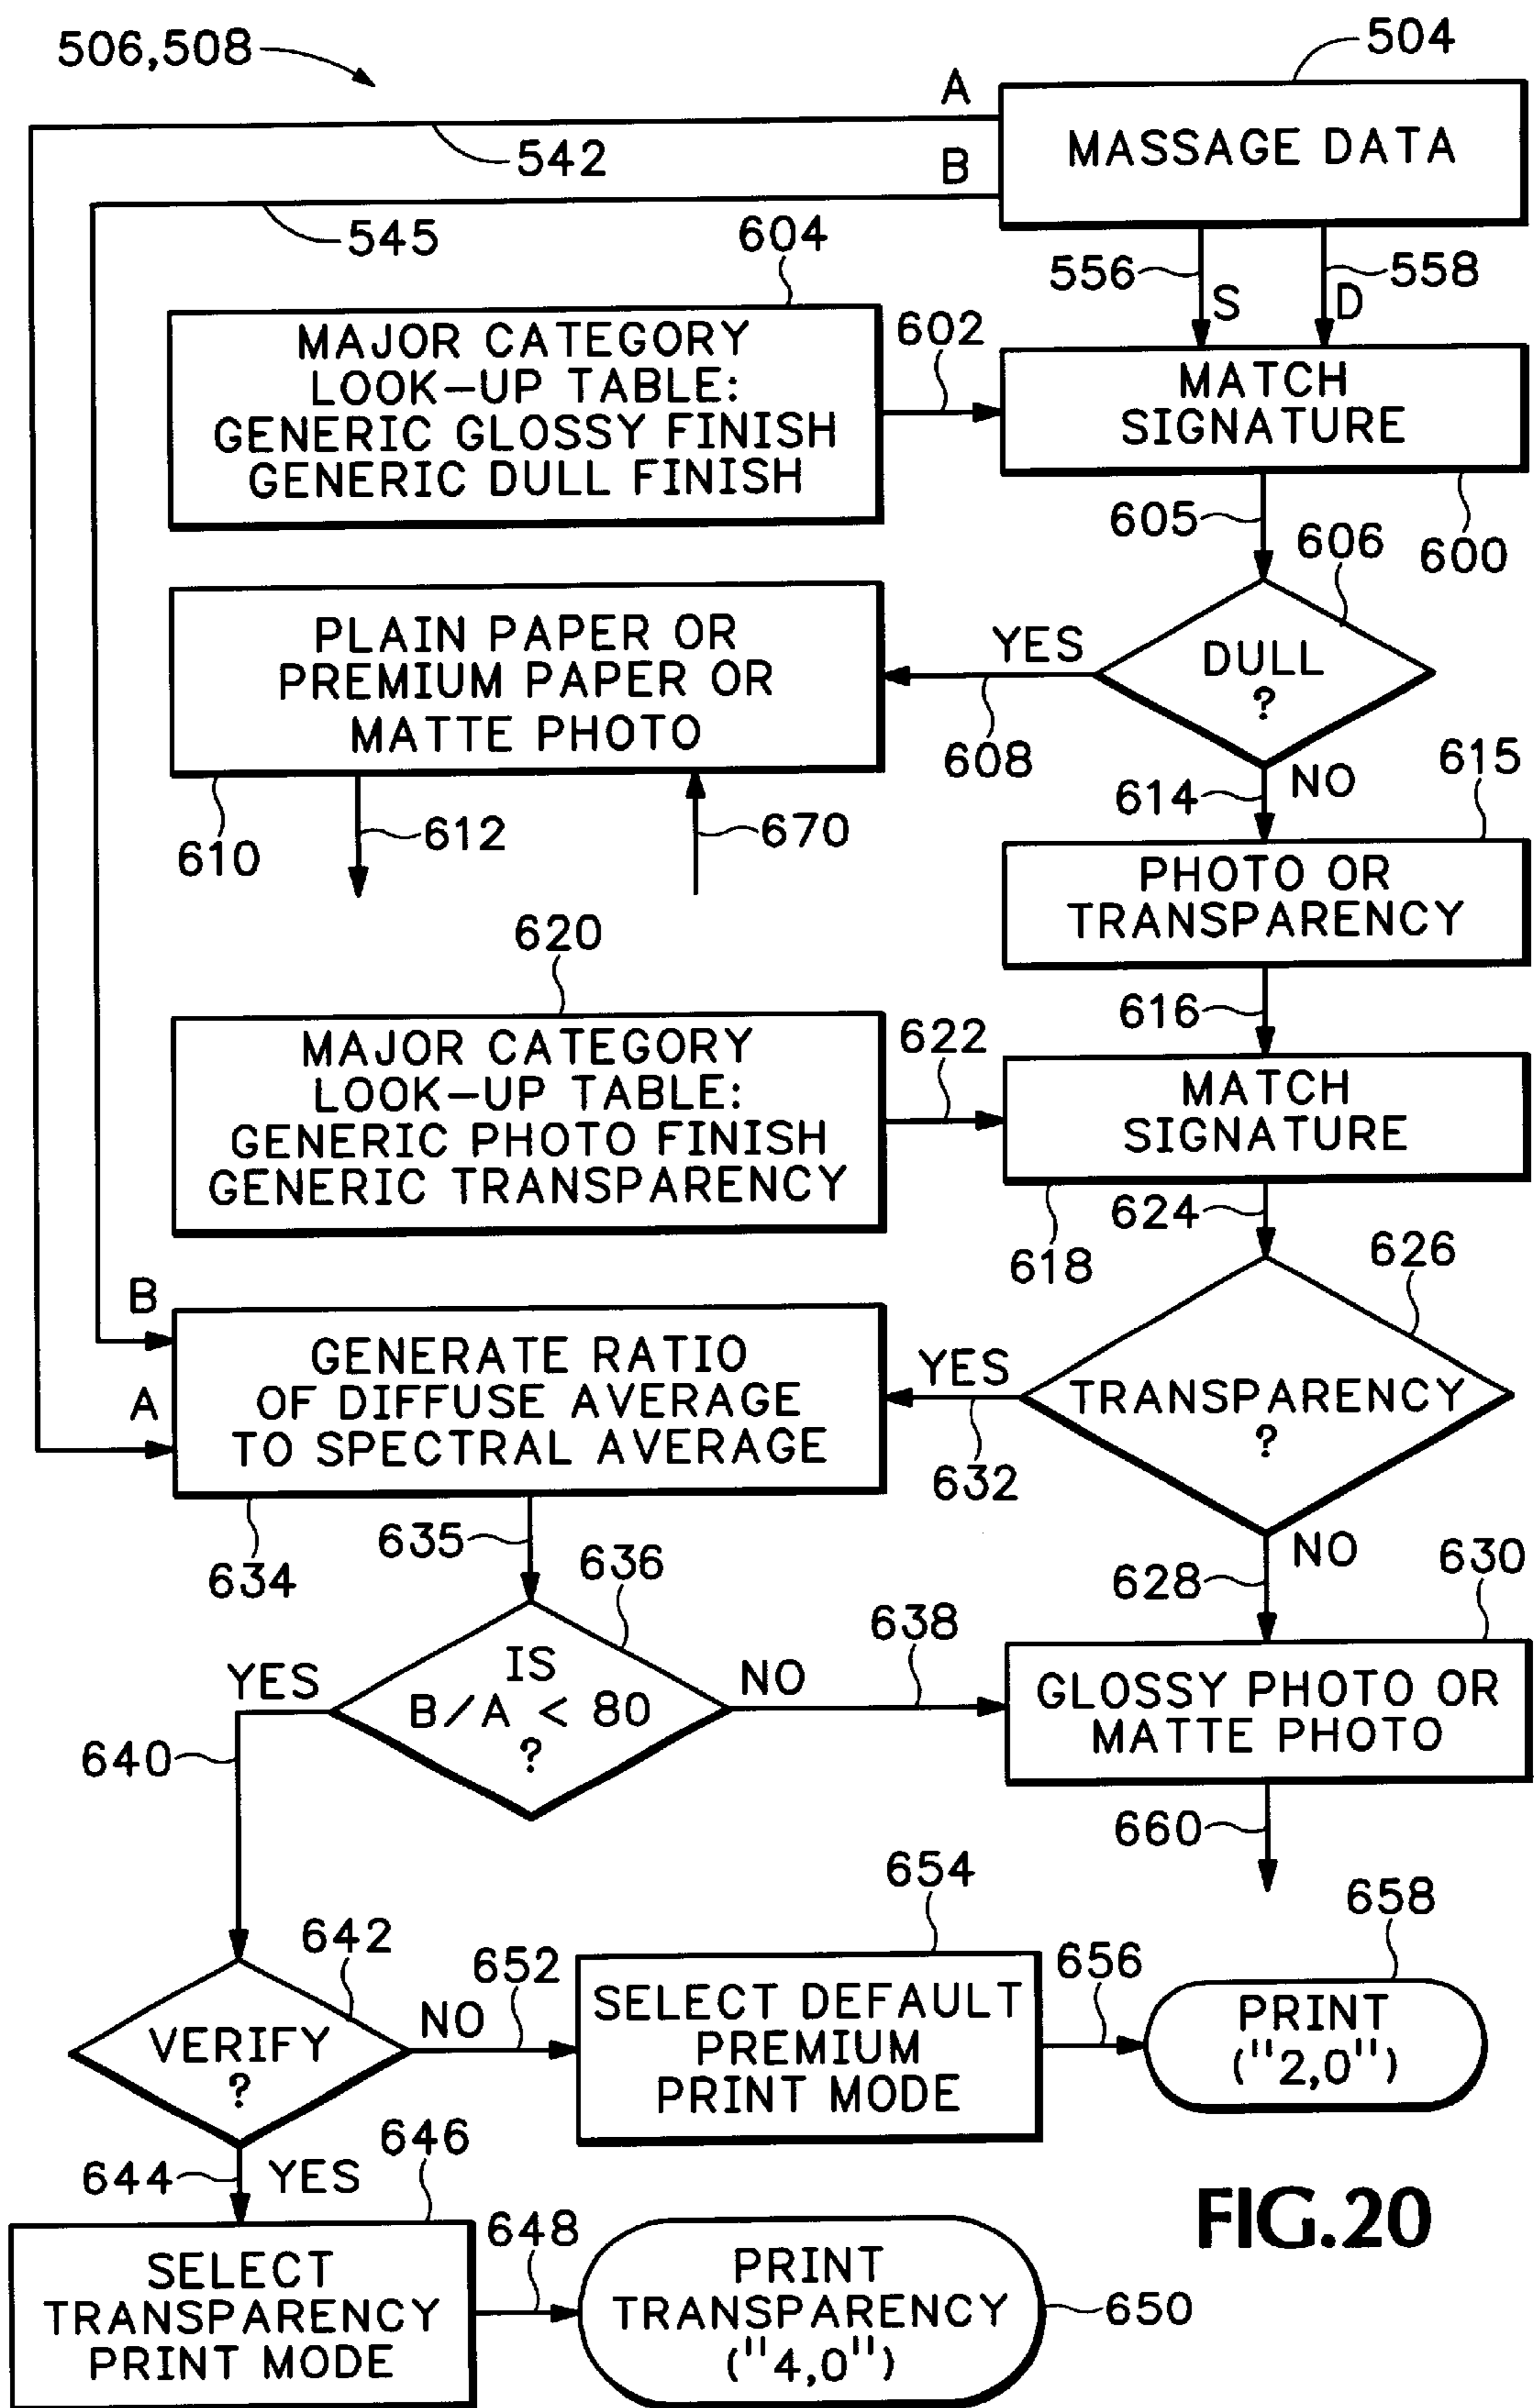 506,508
504
A
MASSAGE DATA
542
B
545
604
556
558
S
D
MAJOR CATEGORY
LOOK-UP TABLE:
GENERIC GLOSSY FINISH
GENERIC DULL FINISH
602
MATCH
SIGNATURE
605
606
600
PLAIN PAPER OR
PREMIUM PAPER OR
MATTE PHOTO
YES
DULL
?
608
615
614
NO
610
612
670
PHOTO OR
TRANSPARENCY
620
616
MAJOR CATEGORY
LOOK-UP TABLE:
GENERIC PHOTO FINISH
GENERIC TRANSPARENCY
622
MATCH
SIGNATURE
624
618
626
B
A
GENERATE RATIO
OF DIFFUSE AVERAGE
TO SPECTRAL AVERAGE
YES
TRANSPARENCY
?
632
635
634
636
NO
628
630
638
YES
IS
B/A < 80
?
NO
GLOSSY PHOTO OR
MATTE PHOTO
640
660
654
658
642
652
656
VERIFY
?
NO
SELECT DEFAULT
PREMIUM
PRINT MODE
PRINT
("2,0")
646
644
YES
648
FIG.20
SELECT
TRANSPARENCY
PRINT MODE
PRINT
TRANSPARENCY
("4,0")
650